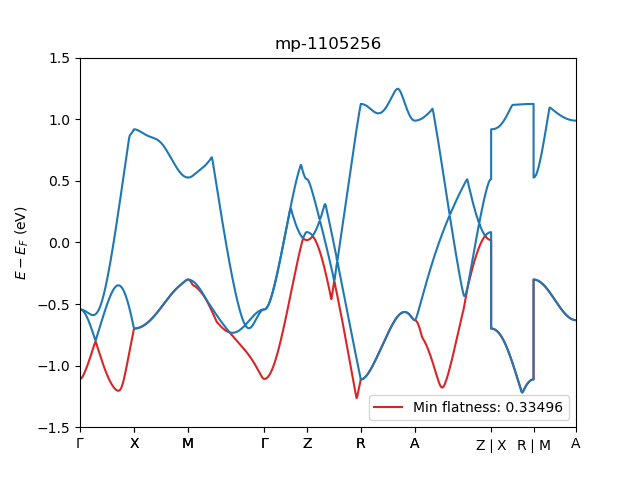 mp-1105256
E − E_F (eV)
1.5
1.0
0.5
0.0
−0.5
−1.0
−1.5
Min flatness: 0.33496
Γ X M Γ Z R A Z | X R | M A